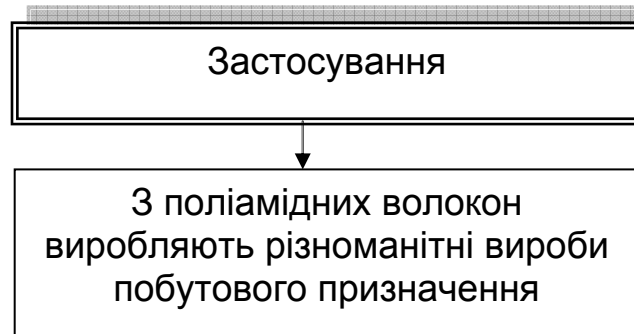 Застосування
З поліамідних волокон
виробляють різноманітні вироби
побутового призначення